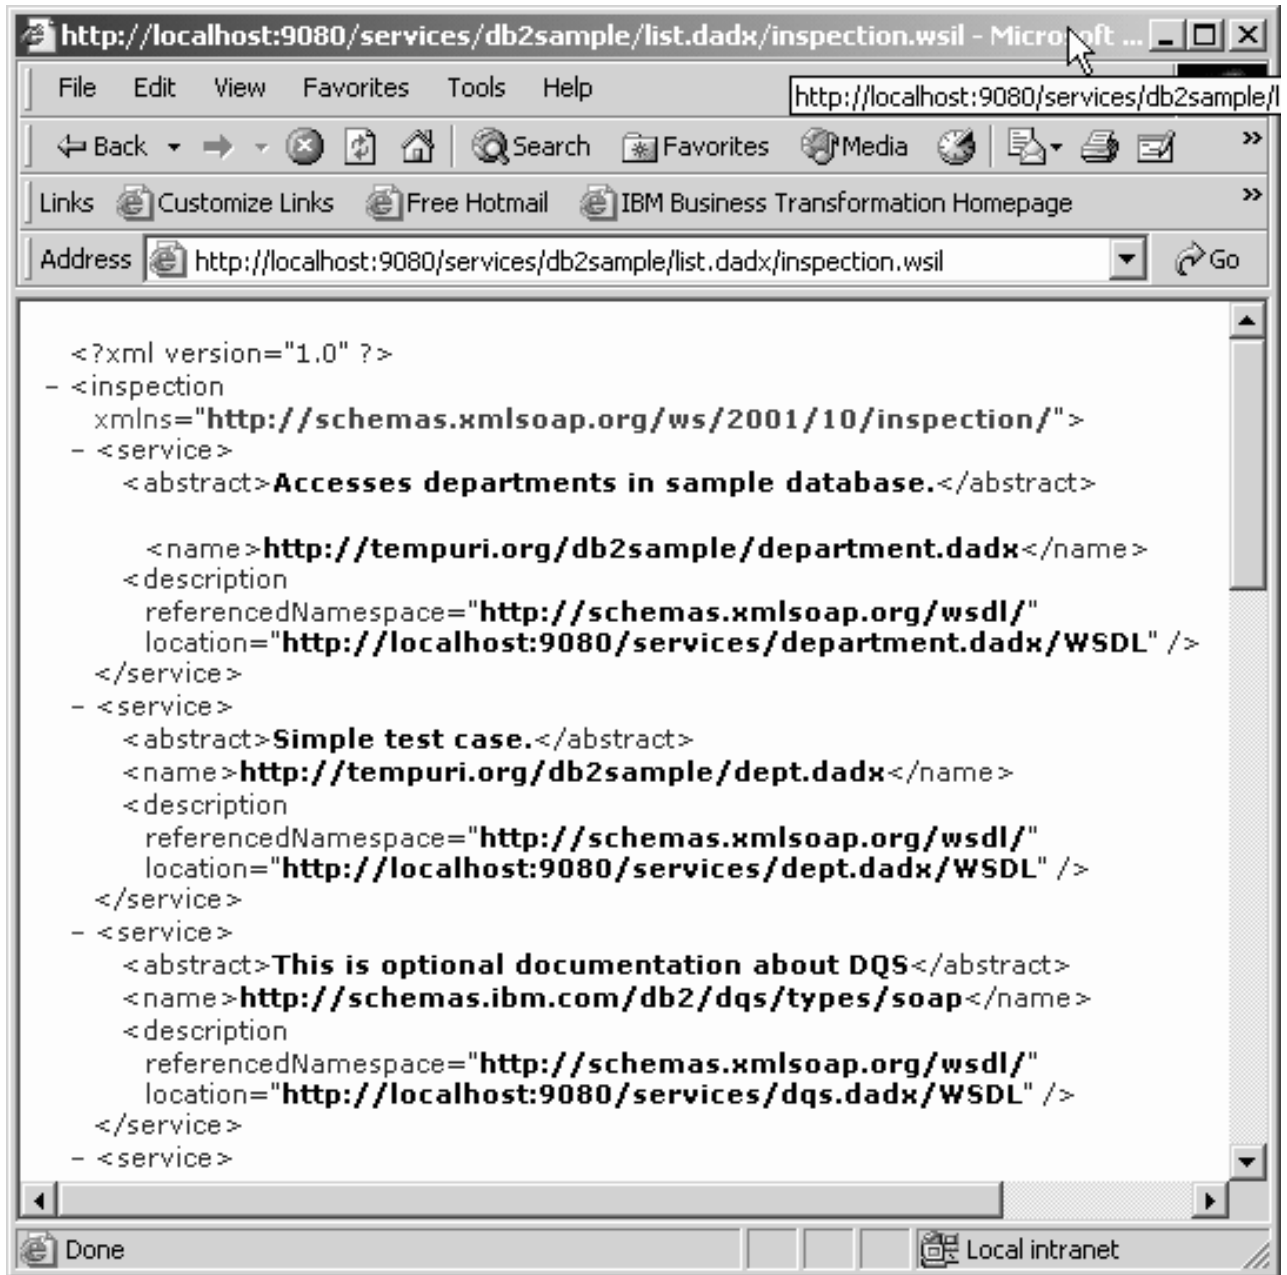 http://localhost:9080/services/db2sample/list.dadx/inspection.wsil - Microsoft ...
File Edit View Favorites Tools Help
http://localhost:9080/services/db2sample/l
Back Search Favorites Media »
Links Customize Links Free Hotmail IBM Business Transformation Homepage »
Address http://localhost:9080/services/db2sample/list.dadx/inspection.wsil Go
<?xml version="1.0" ?>
- <inspection
xmlns="http://schemas.xmlsoap.org/ws/2001/10/inspection/">
- <service>
<abstract>Accesses departments in sample database.</abstract>
<name>http://tempuri.org/db2sample/department.dadx</name>
<description
referencedNamespace="http://schemas.xmlsoap.org/wsdl/"
location="http://localhost:9080/services/department.dadx/WSDL" />
</service>
- <service>
<abstract>Simple test case.</abstract>
<name>http://tempuri.org/db2sample/dept.dadx</name>
<description
referencedNamespace="http://schemas.xmlsoap.org/wsdl/"
location="http://localhost:9080/services/dept.dadx/WSDL" />
</service>
- <service>
<abstract>This is optional documentation about DQS</abstract>
<name>http://schemas.ibm.com/db2/dqs/types/soap</name>
<description
referencedNamespace="http://schemas.xmlsoap.org/wsdl/"
location="http://localhost:9080/services/dqs.dadx/WSDL" />
</service>
- <service>
Done Local intranet